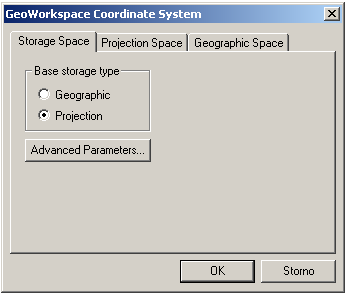 GeoWorkspace Coordinate System
Storage Space Projection Space Geographic Space
Base storage type
Geographic
Projection
Advanced Parameters...
OK Storno